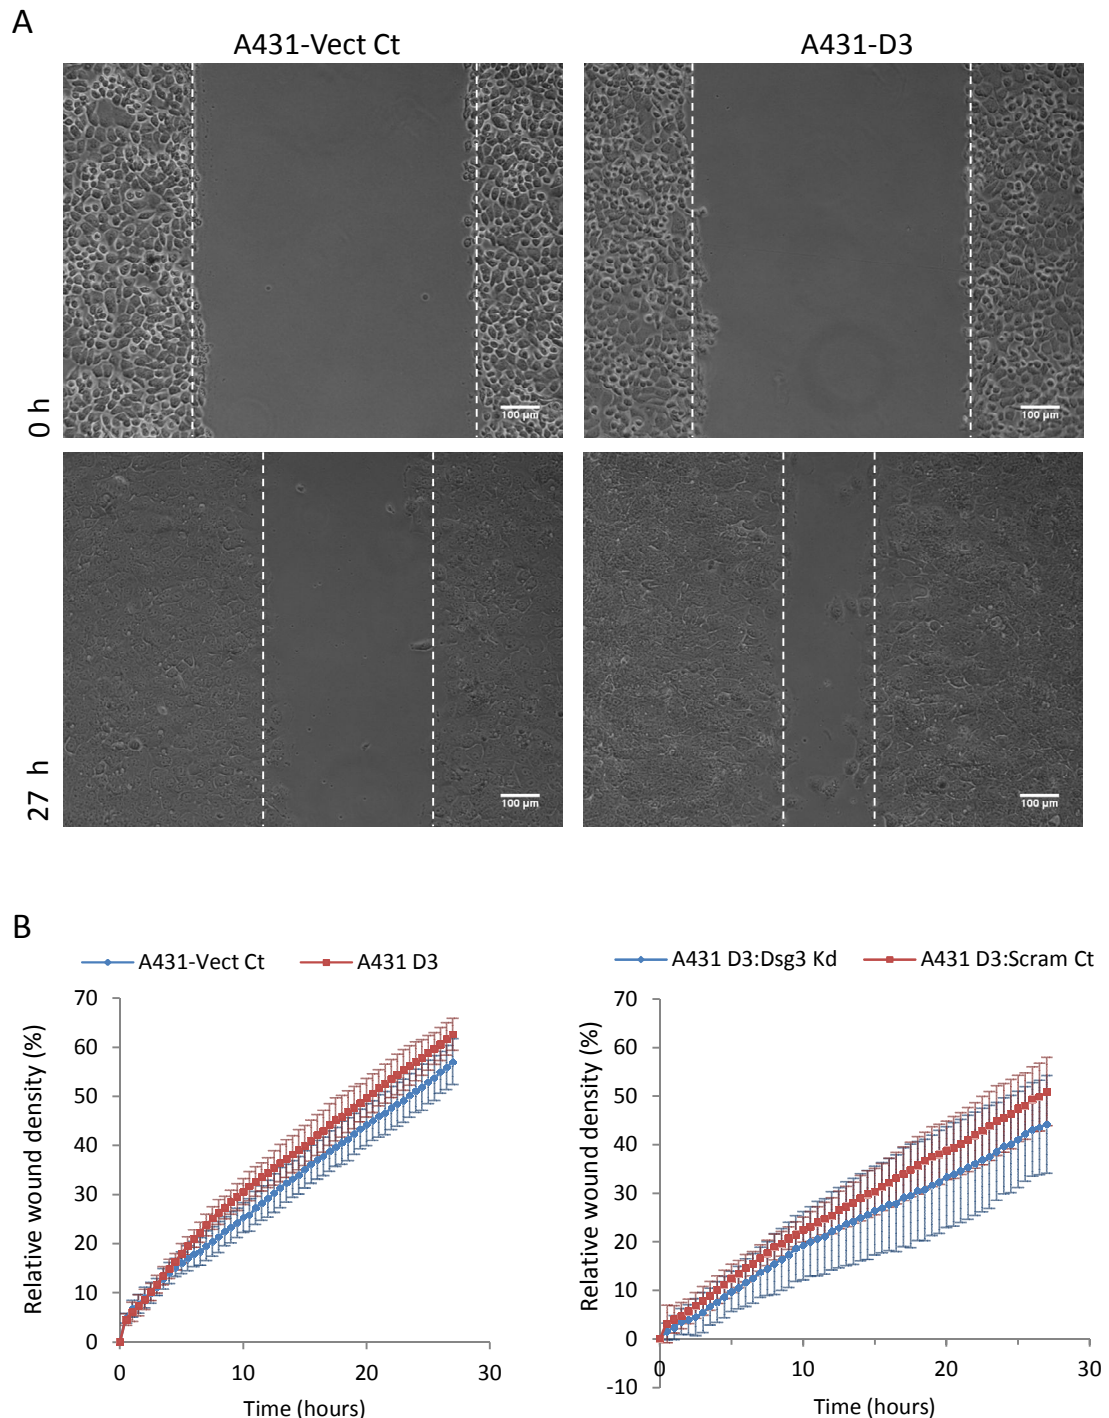 A
A431-Vect Ct
A431-D3
0 h
100 µm
100 µm
27 h
100 µm
100 µm
B
A431-Vect Ct
A431 D3
Relative wound density (%)
70
60
50
40
30
20
10
0
0
10
20
30
Time (hours)
A431 D3:Dsg3 Kd
A431 D3:Scram Ct
Relative wound density (%)
70
60
50
40
30
20
10
0
-10
0
10
20
30
Time (hours)